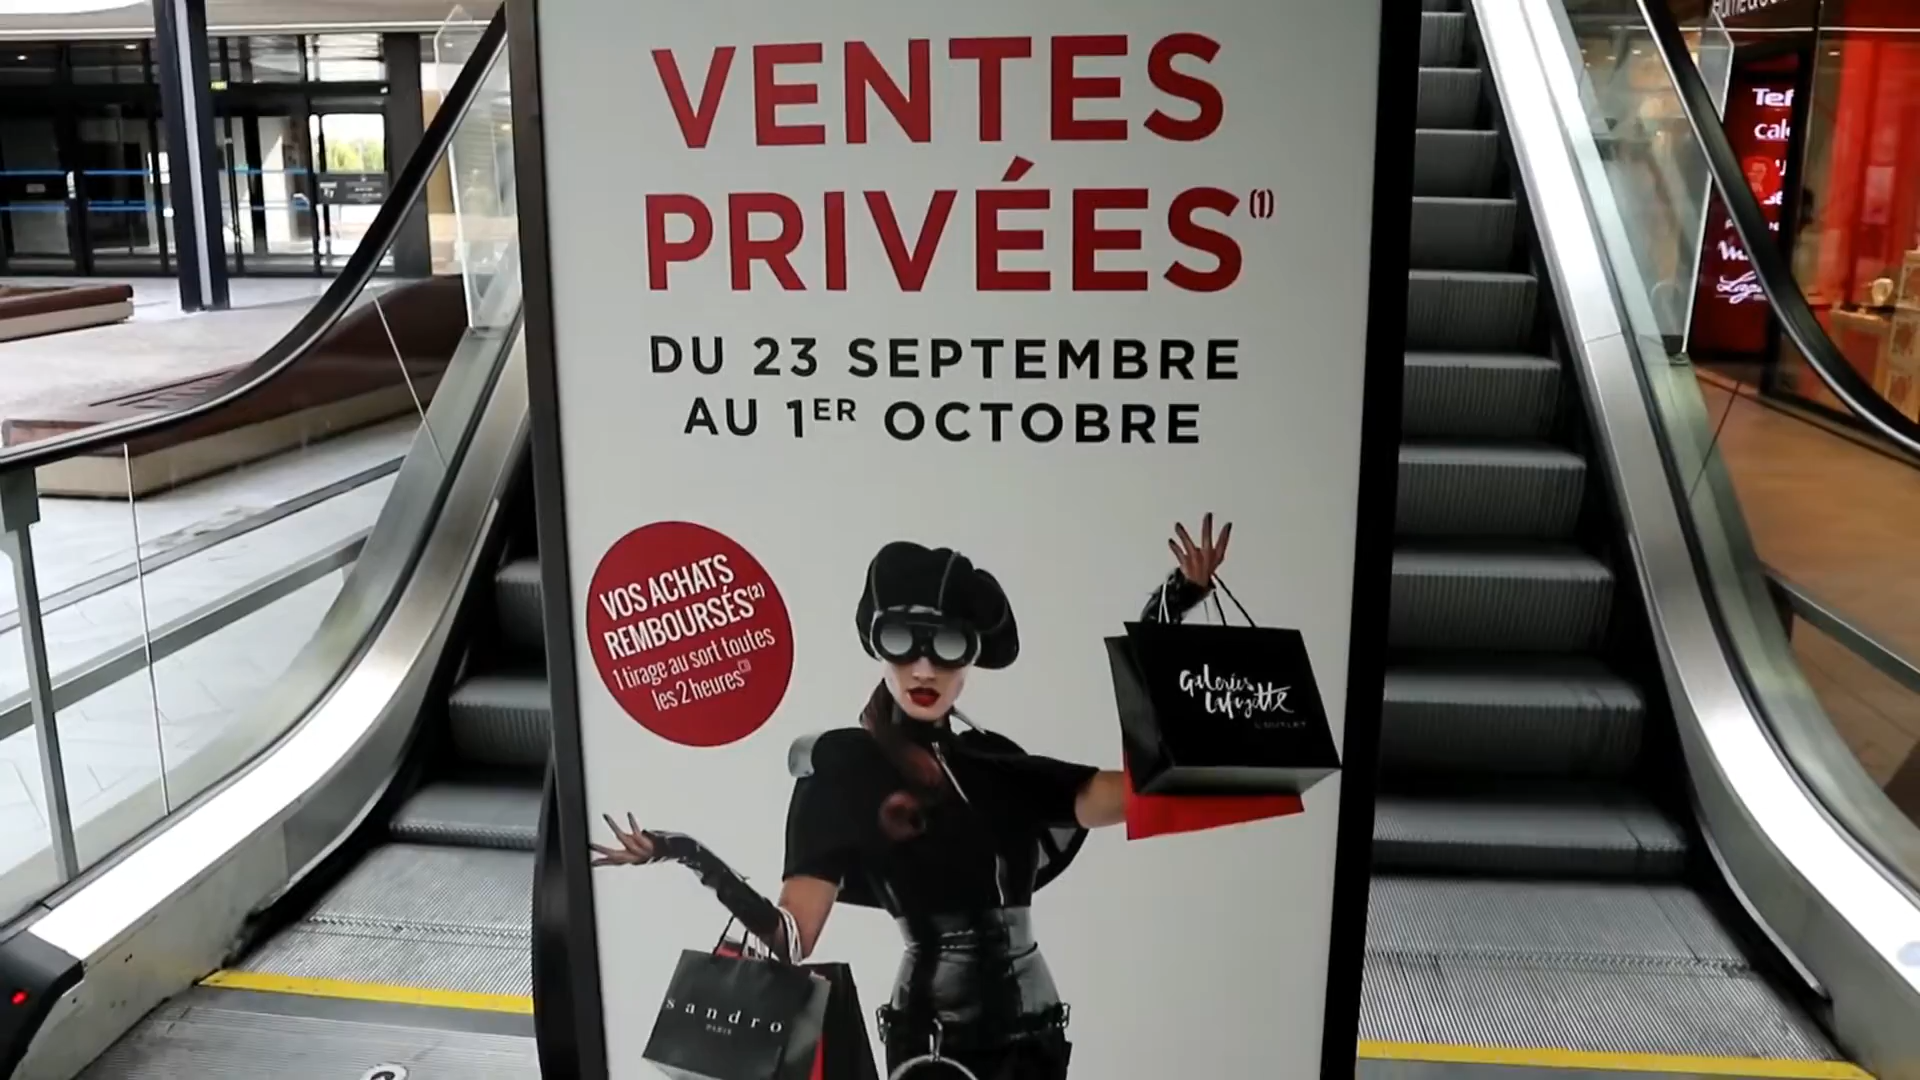 VENTES
PRIVÉES(1)
DU 23 SEPTEMBRE
AU 1ER OCTOBRE
VOS ACHATS
REMBOURSÉS(2)
1 tirage au sort toutes
les 2 heures(3)
Galeries
Lafayette
L'OUTLET
sandro
PARIS